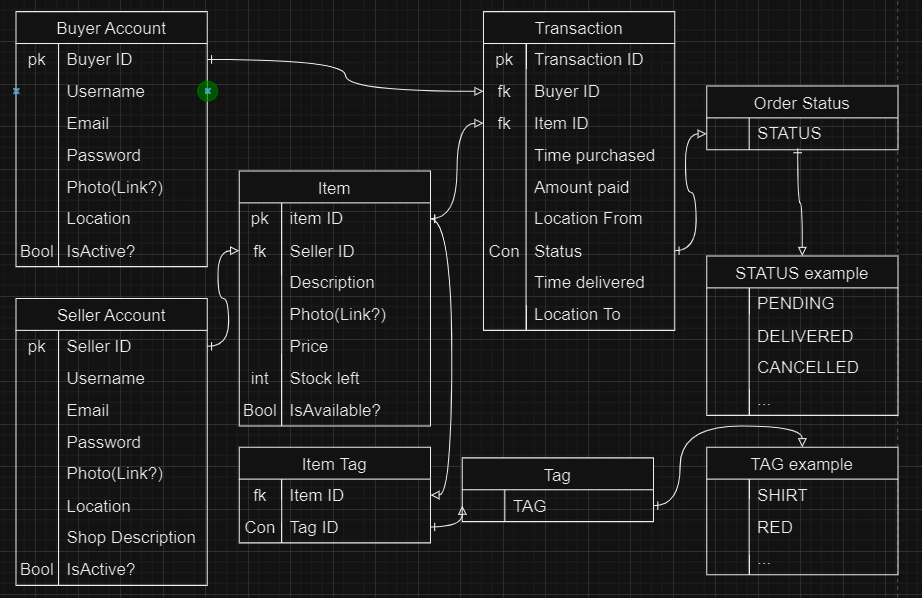 Buyer Account
pk Buyer ID
Username
Email
Password
Photo(Link?)
Location
Bool IsActive?
Seller Account
pk Seller ID
Username
Email
Password
Photo(Link?)
Location
Shop Description
Bool IsActive?
Item
pk item ID
fk Seller ID
Description
Photo(Link?)
Price
int Stock left
Bool IsAvailable?
Item Tag
fk Item ID
Con Tag ID
Transaction
pk Transaction ID
fk Buyer ID
fk Item ID
Time purchased
Amount paid
Location From
Con Status
Time delivered
Location To
Tag
TAG
Order Status
STATUS
STATUS example
PENDING
DELIVERED
CANCELLED
...
TAG example
SHIRT
RED
...